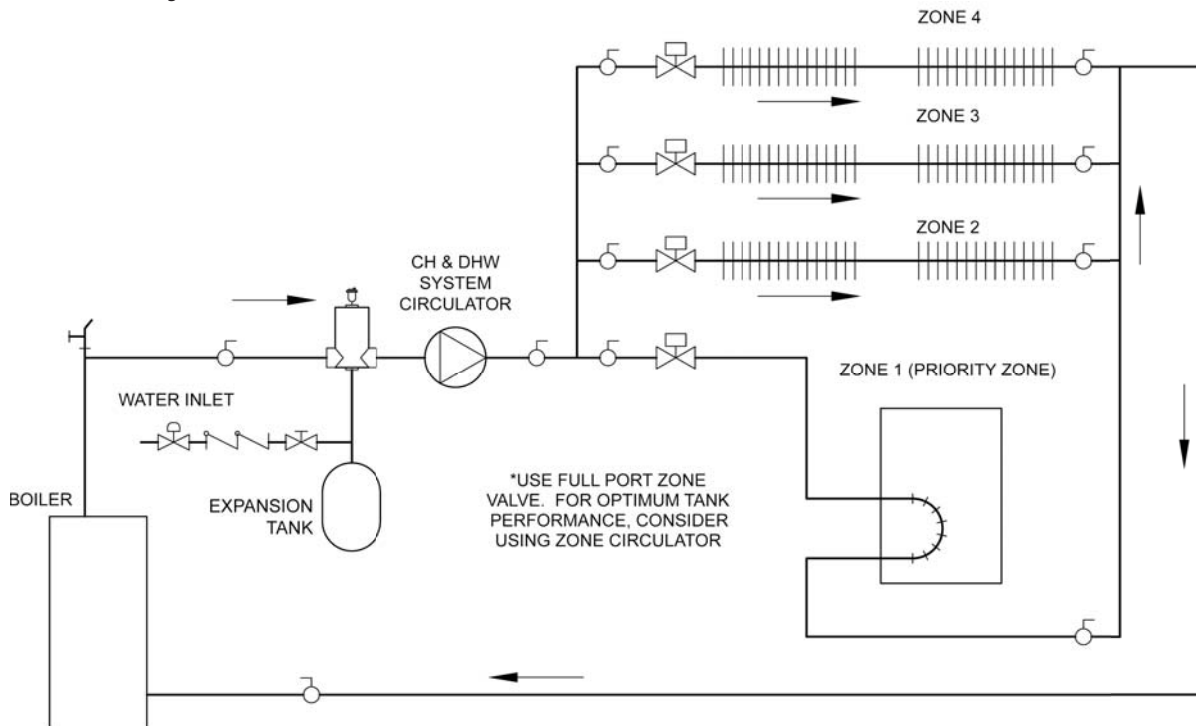 ZONE 4
ZONE 3
ZONE 2
CH & DHW
SYSTEM
CIRCULATOR
ZONE 1 (PRIORITY ZONE)
WATER INLET
*USE FULL PORT ZONE
VALVE. FOR OPTIMUM TANK
PERFORMANCE, CONSIDER
USING ZONE CIRCULATOR
BOILER
EXPANSION
TANK